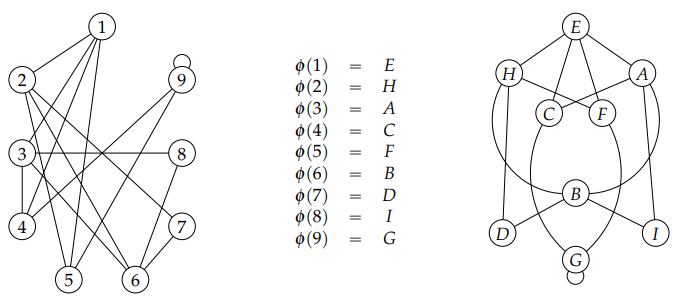 1
2
9
3
8
4
7
5
6
ϕ(1) = E
ϕ(2) = H
ϕ(3) = A
ϕ(4) = C
ϕ(5) = F
ϕ(6) = B
ϕ(7) = D
ϕ(8) = I
ϕ(9) = G
E
H A
C F
B
D I
G